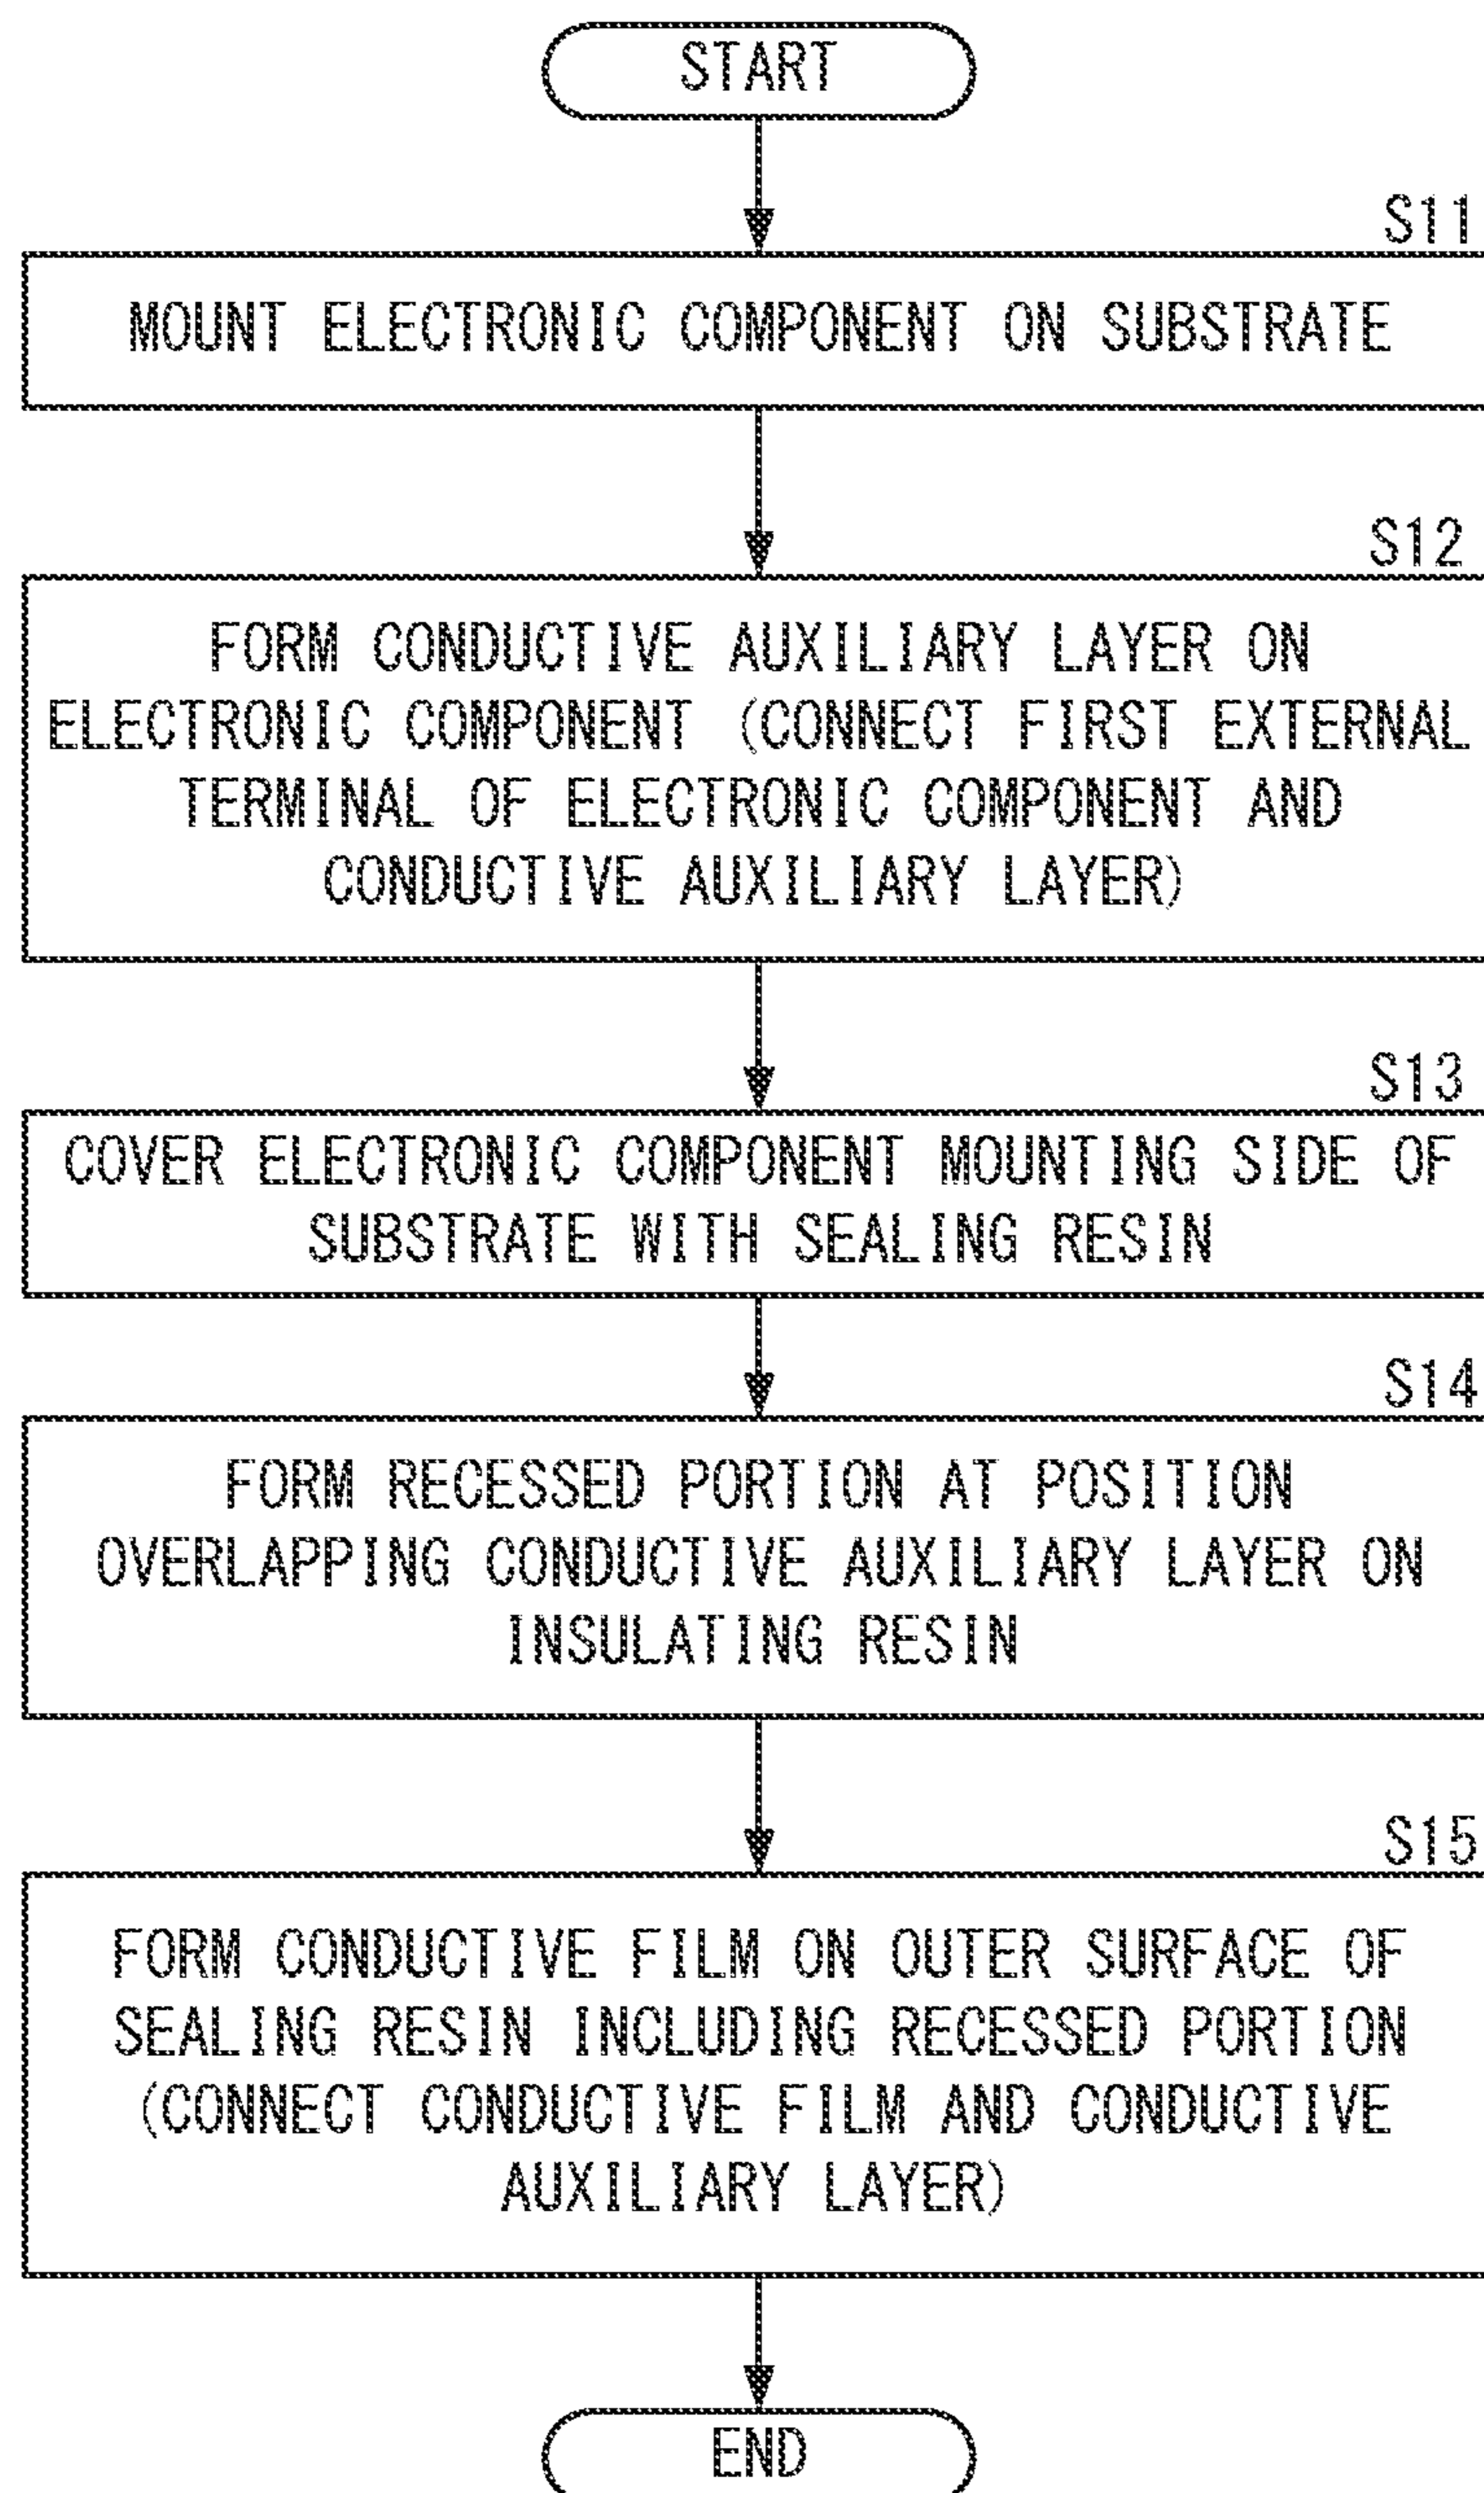 START
S11
MOUNT ELECTRONIC COMPONENT ON SUBSTRATE
S12
FORM CONDUCTIVE AUXILIARY LAYER ON
ELECTRONIC COMPONENT (CONNECT FIRST EXTERNAL
TERMINAL OF ELECTRONIC COMPONENT AND
CONDUCTIVE AUXILIARY LAYER)
S13
COVER ELECTRONIC COMPONENT MOUNTING SIDE OF
SUBSTRATE WITH SEALING RESIN
S14
FORM RECESSED PORTION AT POSITION
OVERLAPPING CONDUCTIVE AUXILIARY LAYER ON
INSULATING RESIN
S15
FORM CONDUCTIVE FILM ON OUTER SURFACE OF
SEALING RESIN INCLUDING RECESSED PORTION
(CONNECT CONDUCTIVE FILM AND CONDUCTIVE
AUXILIARY LAYER)
END